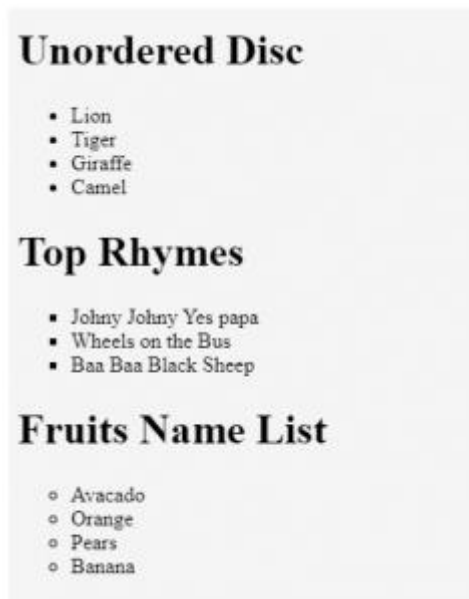 Unordered Disc
Lion
Tiger
Giraffe
Camel
Top Rhymes
Johny Johny Yes papa
Wheels on the Bus
Baa Baa Black Sheep
Fruits Name List
Avacado
Orange
Pears
Banana